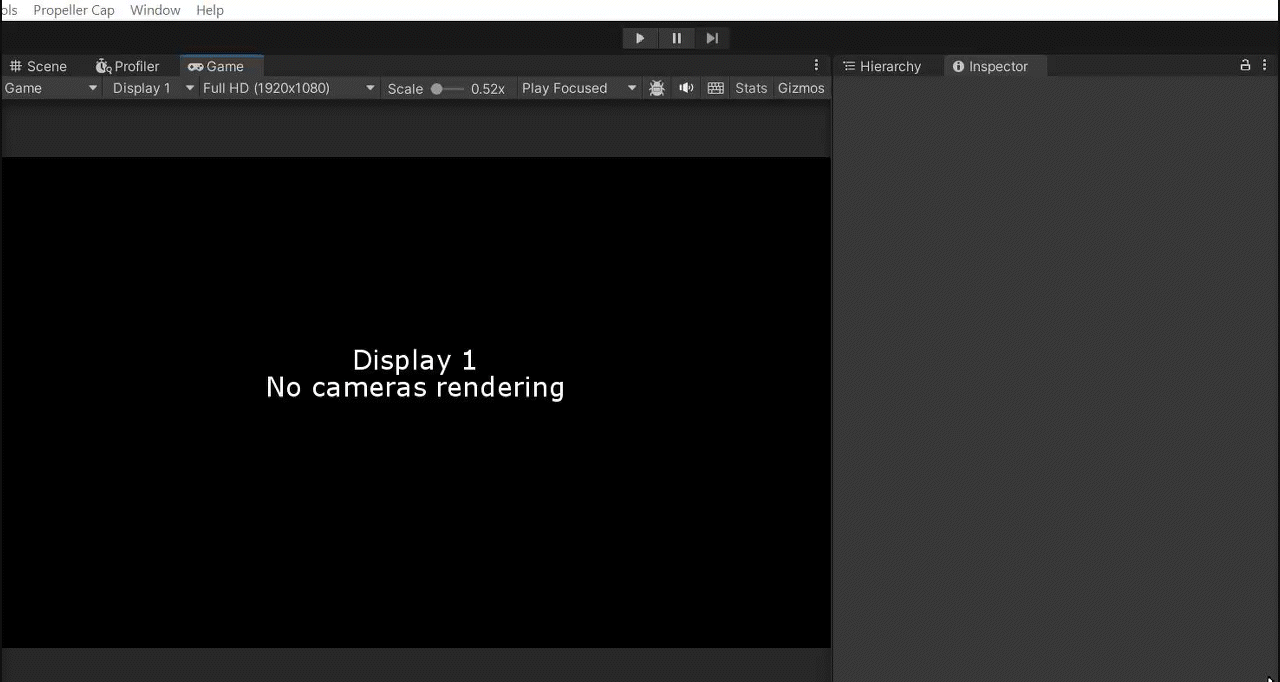 ols Propeller Cap Window Help
Scene Profiler Game Hierarchy Inspector
Game Display 1 Full HD (1920x1080) Scale 0.52x Play Focused Stats Gizmos
Display 1
No cameras rendering